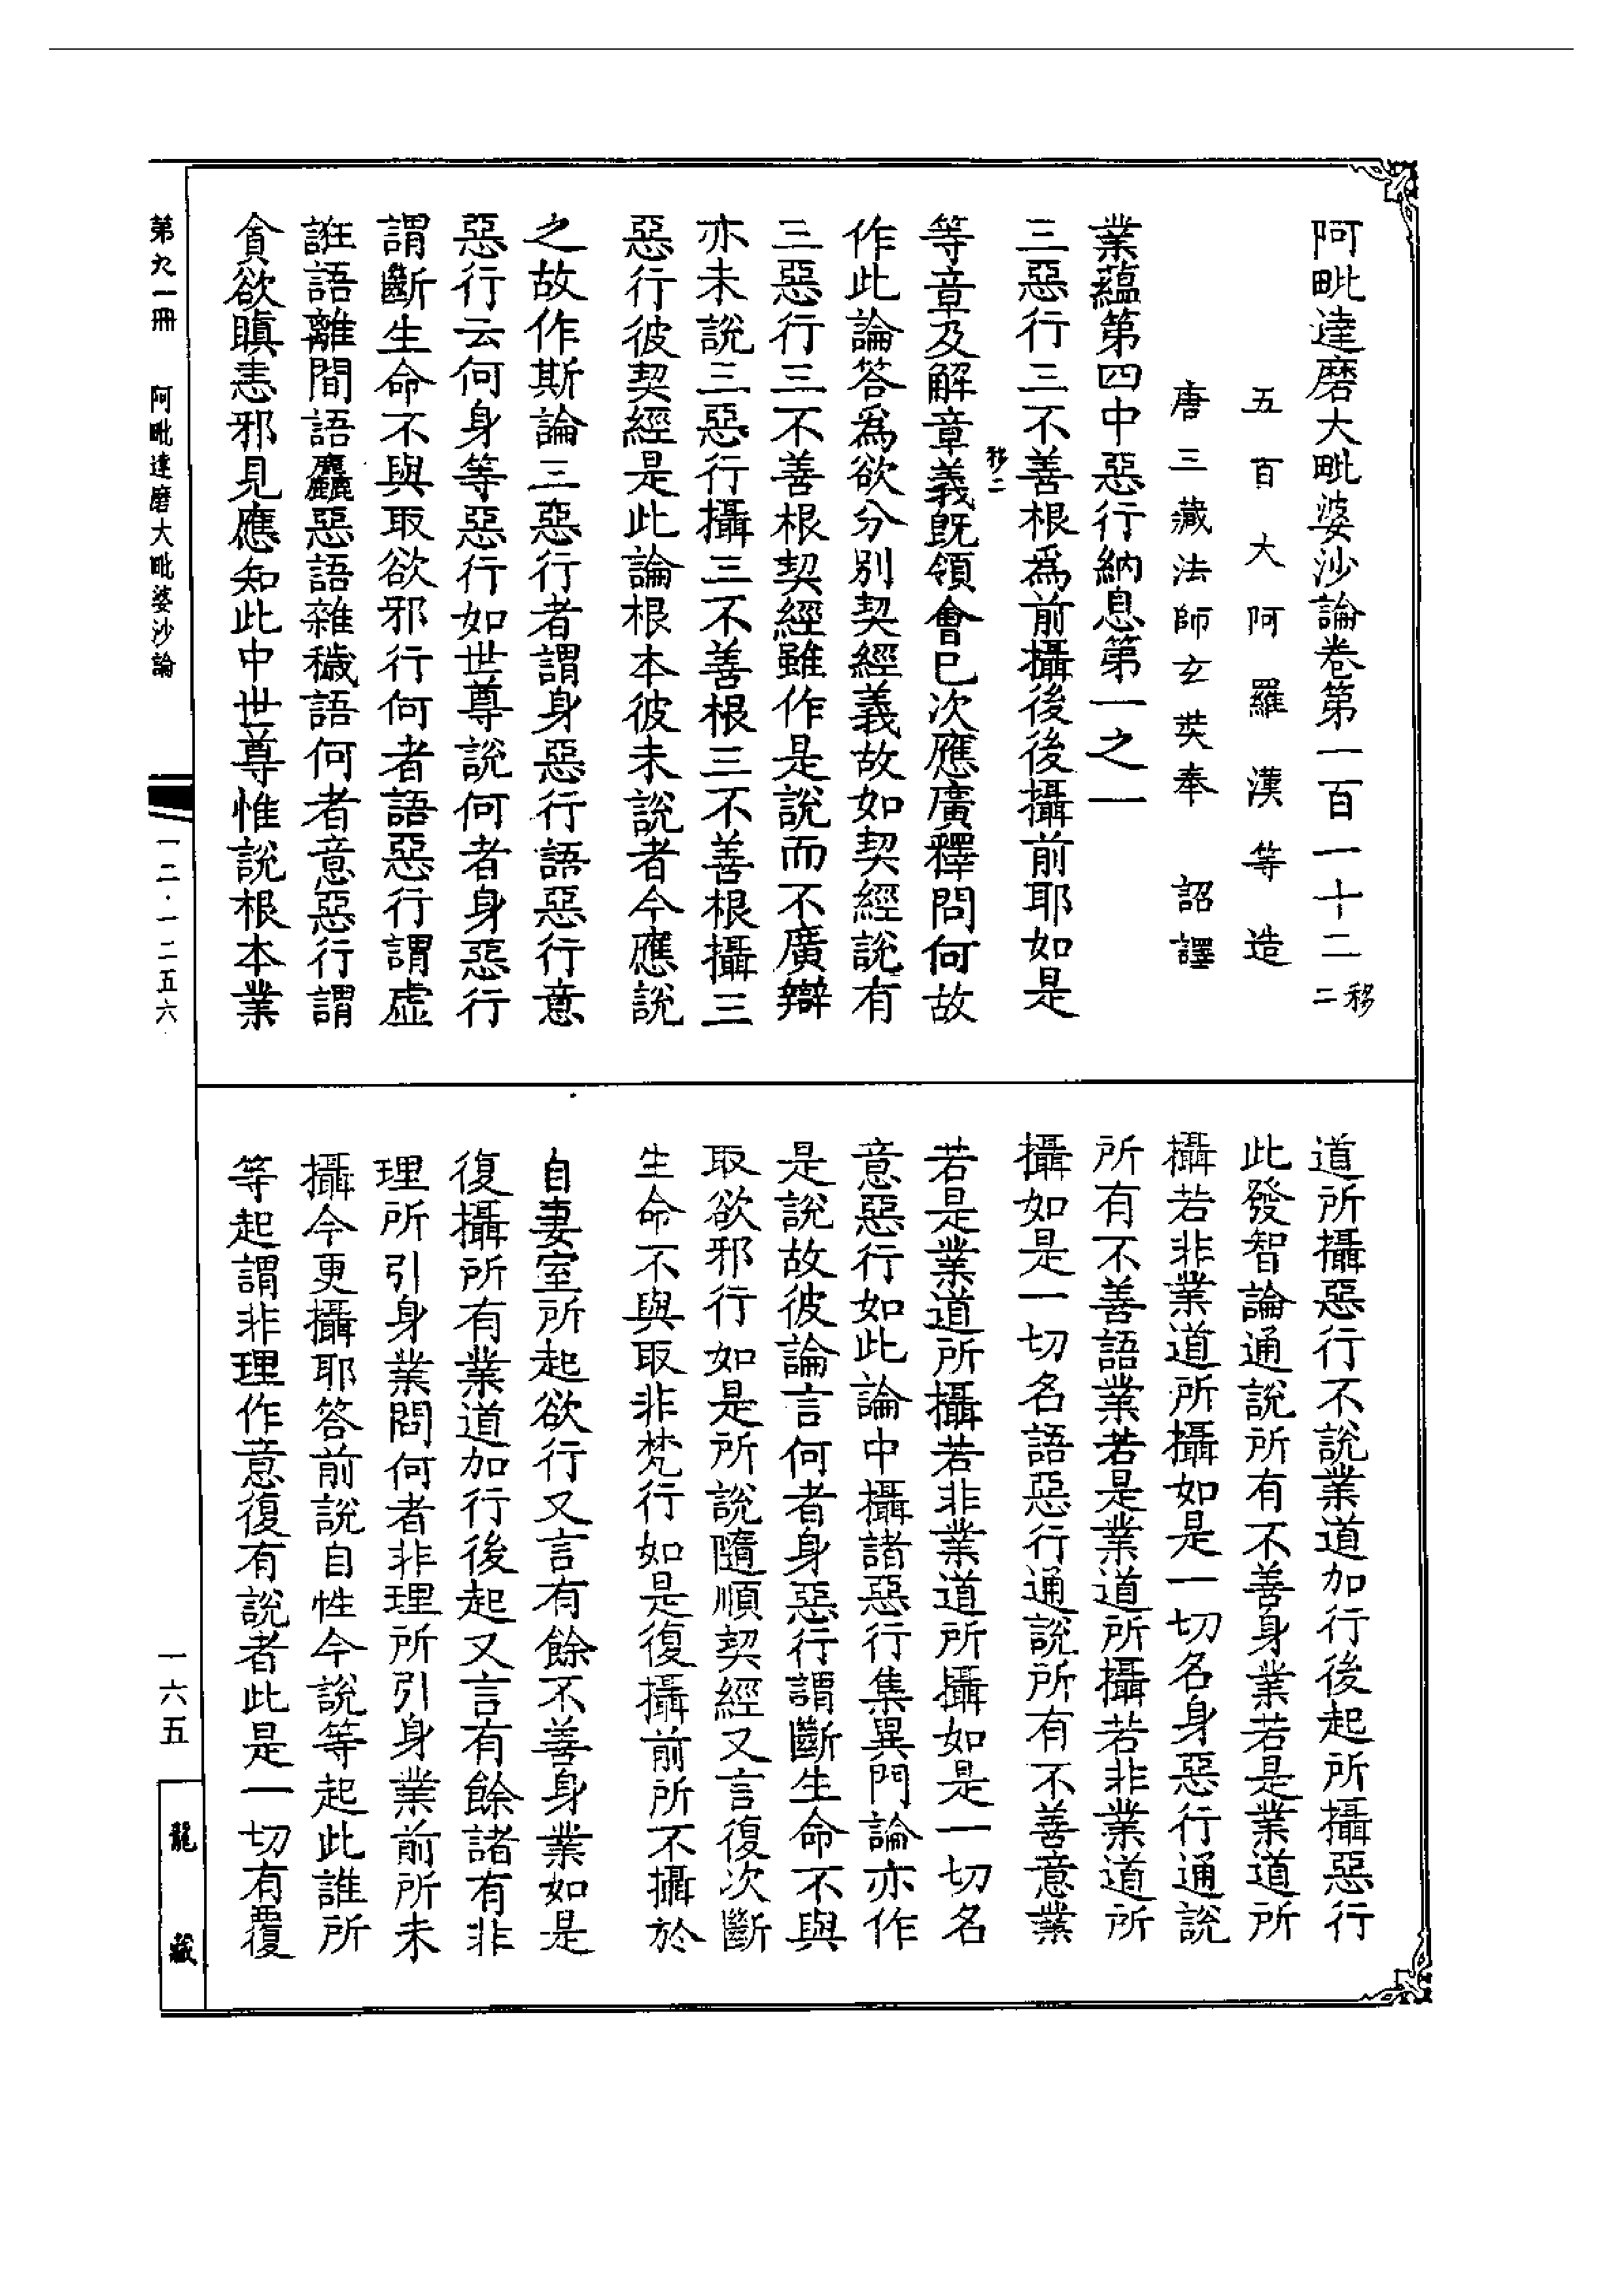 阿毗達磨大毗婆沙論卷第一百一十二 移二
五百大阿羅漢等造
唐三藏法師玄奘奉 詔譯
業蘊第四中惡行納息第一之一
三惡行三不善根爲前攝後後攝前耶如是
移二
等章及解章義既領會已次應廣釋問何故
作此論答爲欲分別契經義故如契經說有
三惡行三不善根契經雖作是說而不廣辯
亦未說三惡行攝三不善根三不善根攝三
惡行彼契經是此論根本彼未說者今應說
之故作斯論三惡行者謂身惡行語惡行意
惡行云何身等惡行如世尊說何者身惡行
謂斷生命不與取欲邪行何者語惡行謂虛
誑語離間語麤惡語雜穢語何者意惡行謂
貪欲瞋恚邪見應知此中世尊惟說根本業
道所攝惡行不說業道加行後起所攝惡行
此發智論通說所有不善身業若是業道所
攝若非業道所攝如是一切名身惡行通說
所有不善語業若是業道所攝若非業道所
攝如是一切名語惡行通說所有不善意業
若是業道所攝若非業道所攝如是一切名
意惡行如此論中攝諸惡行集異門論亦作
是說故彼論言何者身惡行謂斷生命不與
取欲邪行如是所說隨順契經又言復次斷
生命不與取非梵行如是復攝前所不攝於
自妻室所起欲行又言有餘不善身業如是
復攝所有業道加行後起又言有餘諸有非
理所引身業問何者非理所引身業前所未
攝今更攝耶答前說自性今說等起此誰所
等起謂非理作意復有說者此是一切有覆
第九一冊 阿毗達磨大毗婆沙論
一二·一二五六
一六五
龍藏